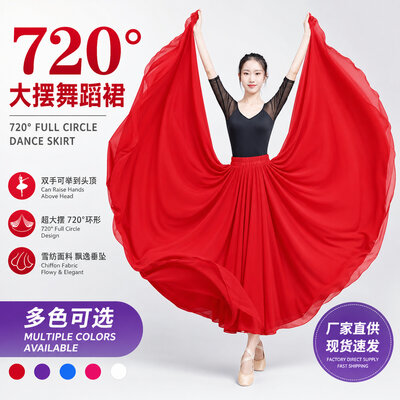 720°
大摆舞蹈裙
720° FULL CIRCLE
DANCE SKIRT
双手可举到头顶
Can Raise Hands
Above Head
超大摆 720°环形
720° Full Circle
Design
雪纺面料 飘逸垂坠
Chiffon Fabric
Flowy & Elegant
多色可选
MULTIPLE COLORS
AVAILABLE
厂家直供
现货速发
FACTORY DIRECT SUPPLY
FAST SHIPPING